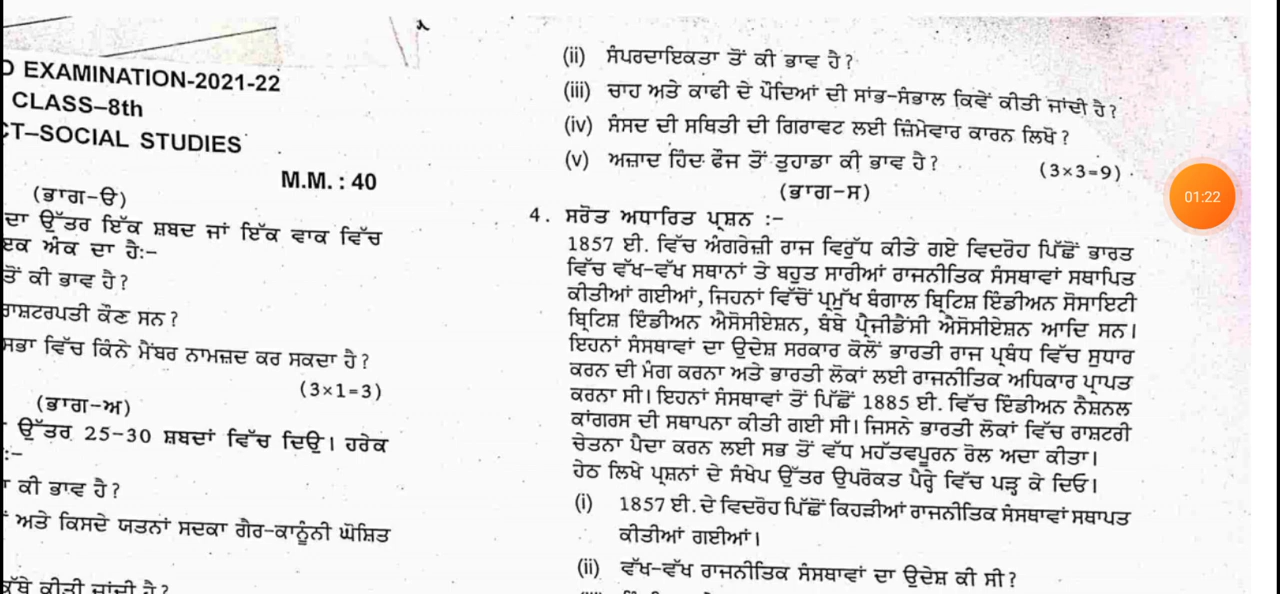 EXAMINATION-2021-22
CLASS-8th
SOCIAL STUDIES
M.M. : 40
(ਭਾਗ-ੳ)
ਦਾ ਉੱਤਰ ਇੱਕ ਸ਼ਬਦ ਜਾਂ ਇੱਕ ਵਾਕ ਵਿੱਚ
ਇਕ ਅੰਕ ਦਾ ਹੈ:-
ਤੋਂ ਕੀ ਭਾਵ ਹੈ?
ਰਾਸ਼ਟਰਪਤੀ ਕੌਣ ਸਨ?
ਸਭਾ ਵਿੱਚ ਕਿੰਨੇ ਮੈਂਬਰ ਨਾਮਜ਼ਦ ਕਰ ਸਕਦਾ ਹੈ?
(3×1=3)
(ਭਾਗ-ਅ)
ਉੱਤਰ 25-30 ਸ਼ਬਦਾਂ ਵਿੱਚ ਦਿਉ। ਹਰੇਕ
:-
ਕੀ ਭਾਵ ਹੈ?
ਅਤੇ ਕਿਸਦੇ ਯਤਨਾਂ ਸਦਕਾ ਗੈਰ-ਕਾਨੂੰਨੀ ਘੋਸ਼ਿਤ
ਕੀਤੀ ਜਾਂਦੀ ਹੈ?
(ii) ਸੰਪਰਦਾਇਕਤਾ ਤੋਂ ਕੀ ਭਾਵ ਹੈ?
(iii) ਚਾਹ ਅਤੇ ਕਾਫੀ ਦੇ ਪੌਦਿਆਂ ਦੀ ਸਾਂਭ-ਸੰਭਾਲ ਕਿਵੇਂ ਕੀਤੀ ਜਾਂਦੀ ਹੈ?
(iv) ਸੰਸਦ ਦੀ ਸਥਿਤੀ ਦੀ ਗਿਰਾਵਟ ਲਈ ਜ਼ਿੰਮੇਵਾਰ ਕਾਰਨ ਲਿਖੋ?
(v) ਅਜ਼ਾਦ ਹਿੰਦ ਫੌਜ ਤੋਂ ਤੁਹਾਡਾ ਕੀ ਭਾਵ ਹੈ? (3×3=9)
(ਭਾਗ-ਸ)
4. ਸਰੋਤ ਅਧਾਰਿਤ ਪ੍ਰਸ਼ਨ :-
1857 ਈ. ਵਿੱਚ ਅੰਗਰੇਜ਼ੀ ਰਾਜ ਵਿਰੁੱਧ ਕੀਤੇ ਗਏ ਵਿਦਰੋਹ ਪਿੱਛੋਂ ਭਾਰਤ
ਵਿੱਚ ਵੱਖ-ਵੱਖ ਸਥਾਨਾਂ ਤੇ ਬਹੁਤ ਸਾਰੀਆਂ ਰਾਜਨੀਤਿਕ ਸੰਸਥਾਵਾਂ ਸਥਾਪਿਤ
ਕੀਤੀਆਂ ਗਈਆਂ, ਜਿਹਨਾਂ ਵਿੱਚੋਂ ਪ੍ਰਮੁੱਖ ਬੰਗਾਲ ਬ੍ਰਿਟਿਸ਼ ਇੰਡੀਅਨ ਸੋਸਾਇਟੀ
ਬ੍ਰਿਟਿਸ਼ ਇੰਡੀਅਨ ਐਸੋਸੀਏਸ਼ਨ, ਬੰਬੇ ਪ੍ਰੈਜੀਡੈਂਸੀ ਐਸੋਸੀਏਸ਼ਨ ਆਦਿ ਸਨ।
ਇਹਨਾਂ ਸੰਸਥਾਵਾਂ ਦਾ ਉਦੇਸ਼ ਸਰਕਾਰ ਕੋਲੋਂ ਭਾਰਤੀ ਰਾਜ ਪ੍ਰਬੰਧ ਵਿੱਚ ਸੁਧਾਰ
ਕਰਨ ਦੀ ਮੰਗ ਕਰਨਾ ਅਤੇ ਭਾਰਤੀ ਲੋਕਾਂ ਲਈ ਰਾਜਨੀਤਿਕ ਅਧਿਕਾਰ ਪ੍ਰਾਪਤ
ਕਰਨਾ ਸੀ। ਇਹਨਾਂ ਸੰਸਥਾਵਾਂ ਤੋਂ ਪਿੱਛੋਂ 1885 ਈ. ਵਿੱਚ ਇੰਡੀਅਨ ਨੈਸ਼ਨਲ
ਕਾਂਗਰਸ ਦੀ ਸਥਾਪਨਾ ਕੀਤੀ ਗਈ ਸੀ। ਜਿਸਨੇ ਭਾਰਤੀ ਲੋਕਾਂ ਵਿੱਚ ਰਾਸ਼ਟਰੀ
ਚੇਤਨਾ ਪੈਦਾ ਕਰਨ ਲਈ ਸਭ ਤੋਂ ਵੱਧ ਮਹੱਤਵਪੂਰਨ ਰੋਲ ਅਦਾ ਕੀਤਾ।
ਹੇਠ ਲਿਖੇ ਪ੍ਰਸ਼ਨਾਂ ਦੇ ਸੰਖੇਪ ਉੱਤਰ ਉਪਰੋਕਤ ਪੈਰ੍ਹੇ ਵਿੱਚ ਪੜ੍ਹ ਕੇ ਦਿਓ।
(i) 1857 ਈ. ਦੇ ਵਿਦਰੋਹ ਪਿੱਛੋਂ ਕਿਹੜੀਆਂ ਰਾਜਨੀਤਿਕ ਸੰਸਥਾਵਾਂ ਸਥਾਪਤ
ਕੀਤੀਆਂ ਗਈਆਂ।
(ii) ਵੱਖ-ਵੱਖ ਰਾਜਨੀਤਿਕ ਸੰਸਥਾਵਾਂ ਦਾ ਉਦੇਸ਼ ਕੀ ਸੀ?
01:22